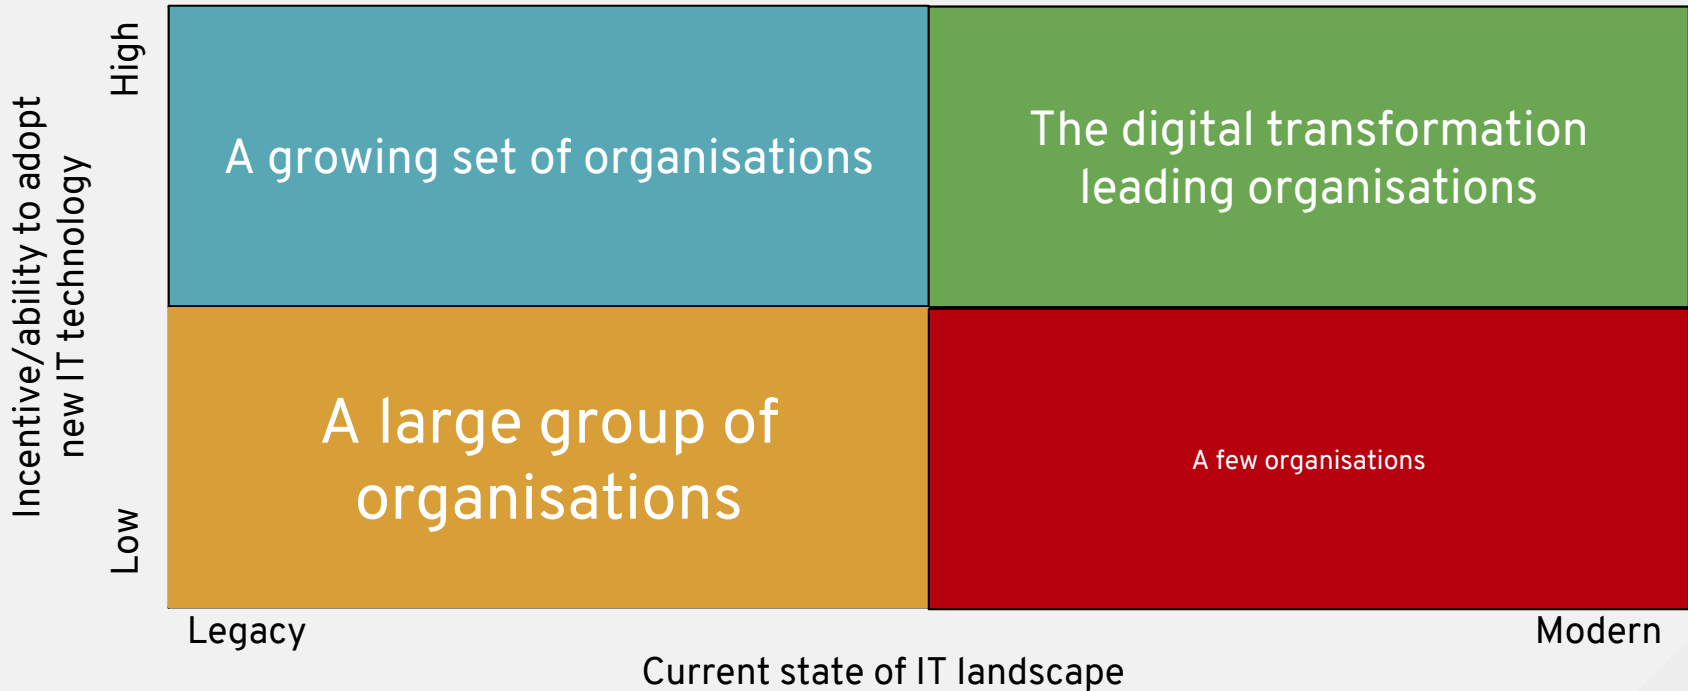 High
A growing set of organisations
The digital transformation
leading organisations
Incentive/ability to adopt
new IT technology
A large group of
organisations
A few organisations
Low
Legacy
Modern
Current state of IT landscape